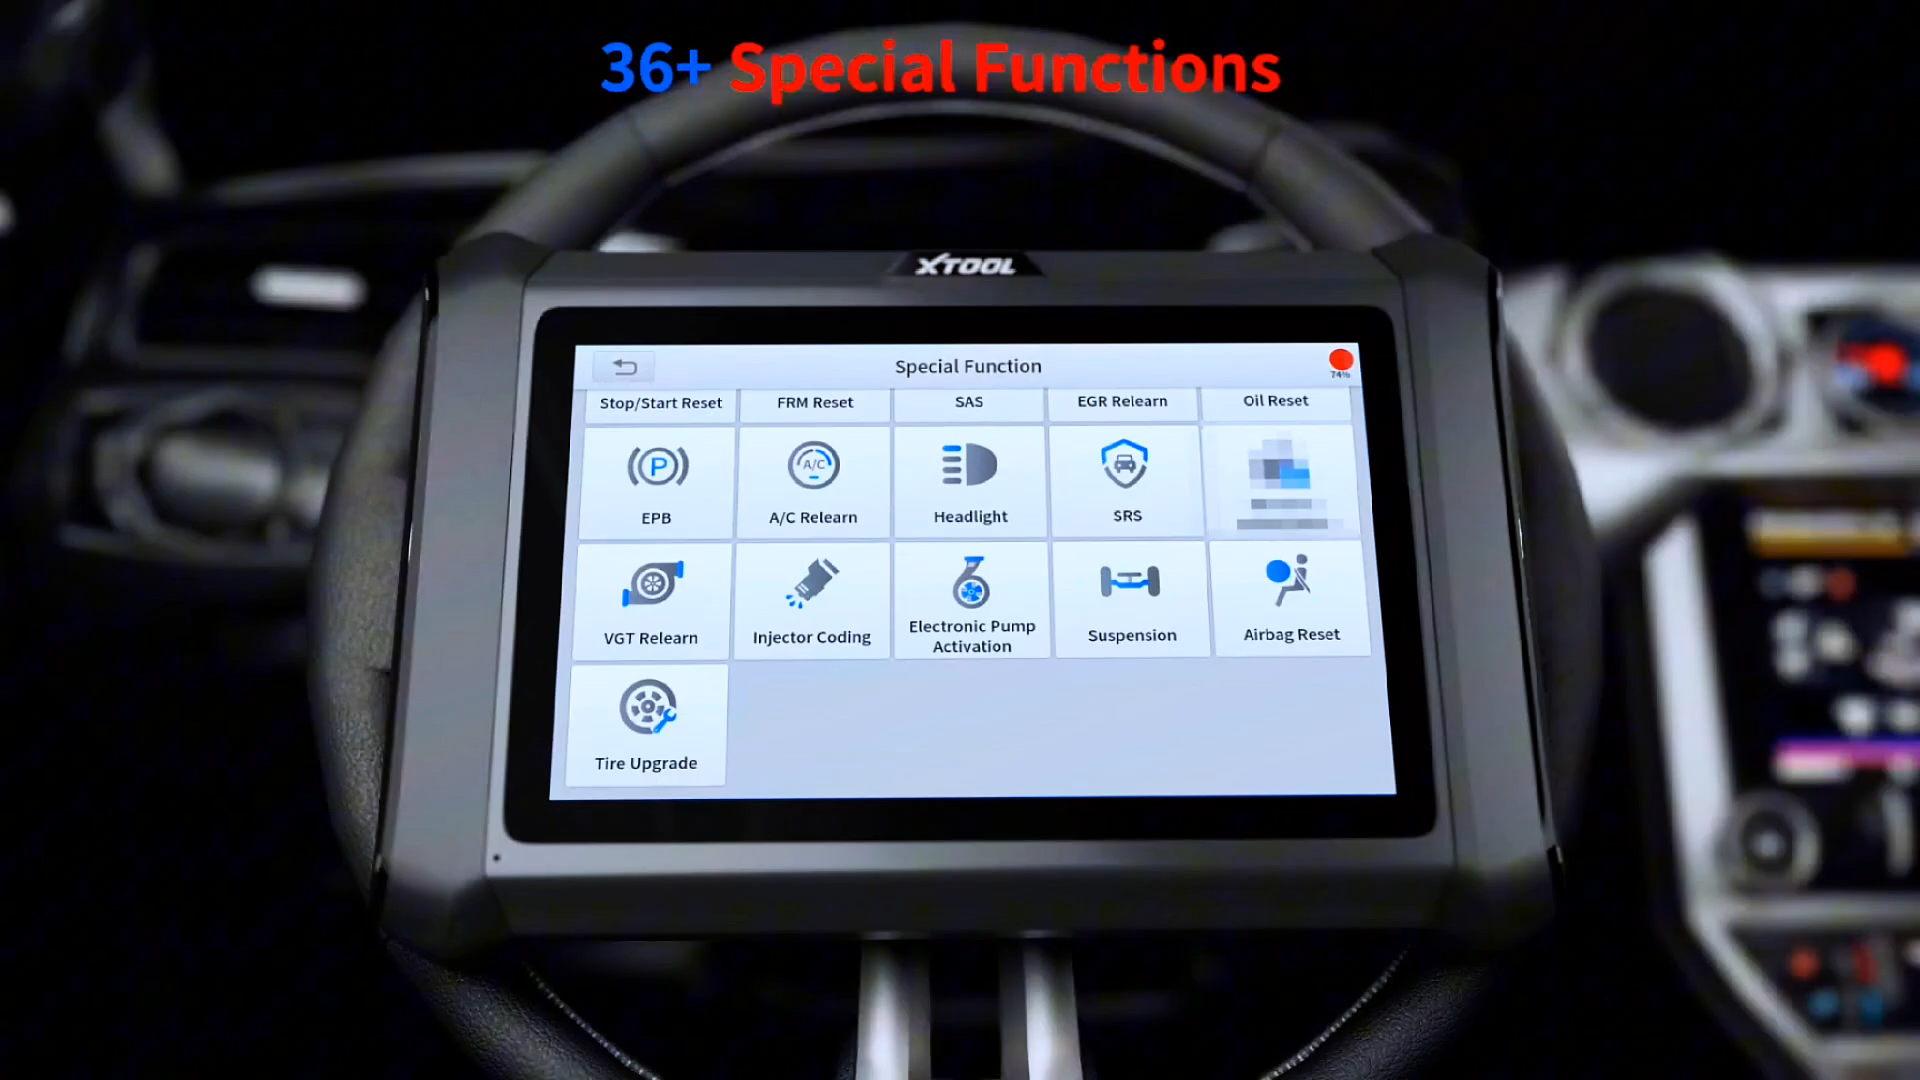 36+ Special Functions
XTOOL
Special Function
74%
Stop/Start Reset
FRM Reset
SAS
EGR Relearn
Oil Reset
P
A/C
EPB
A/C Relearn
Headlight
SRS
VGT Relearn
Injector Coding
Electronic Pump
Activation
Suspension
Airbag Reset
Tire Upgrade